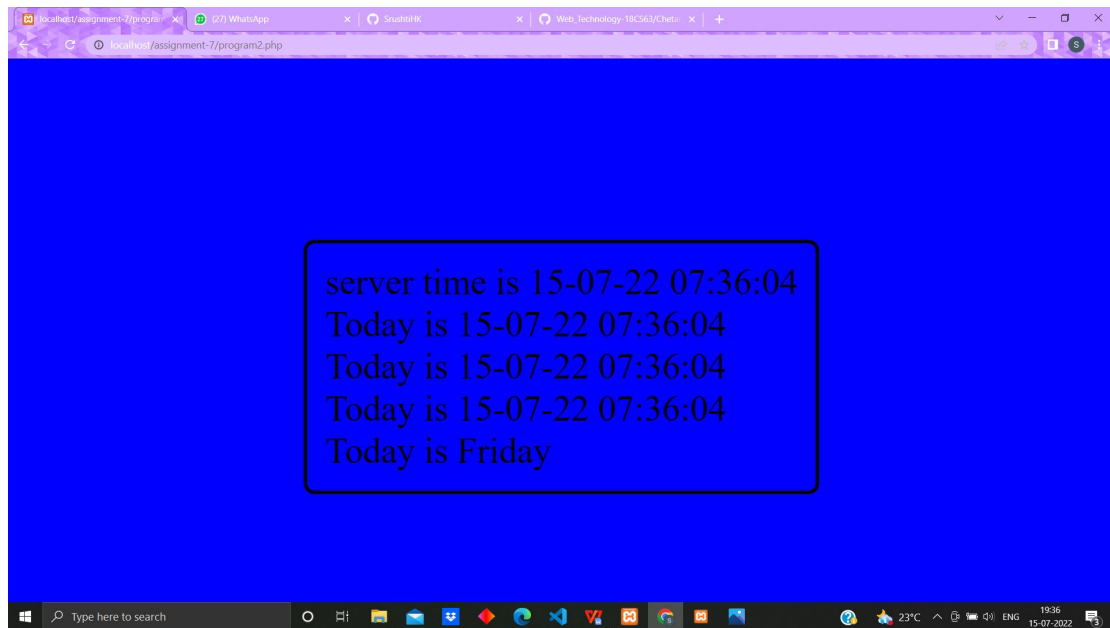 localhost/assignment-7/program
(27) WhatsApp
SrushtiHK
Web_Technology-18CS63/Chetan
localhost/assignment-7/program2.php
S
server time is 15-07-22 07:36:04
Today is 15-07-22 07:36:04
Today is 15-07-22 07:36:04
Today is 15-07-22 07:36:04
Today is Friday
Type here to search
23°C
ENG
19:36
15-07-2022
3